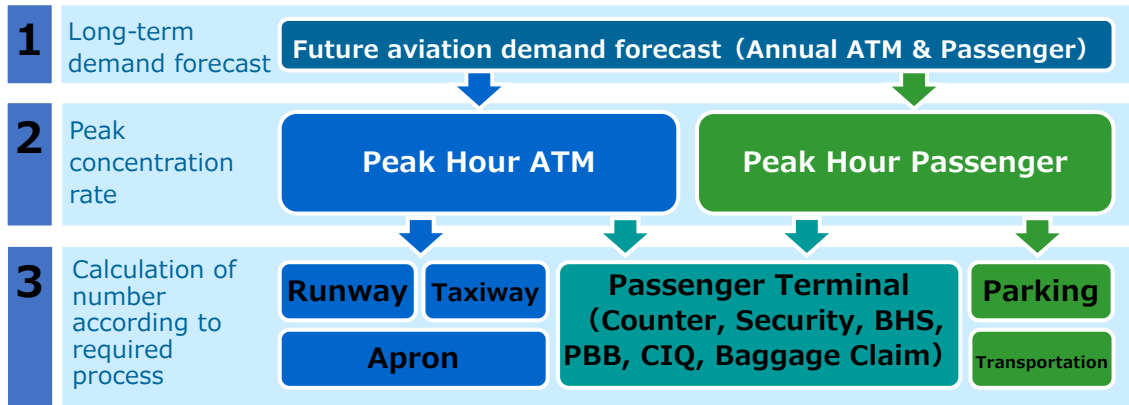 1
Long-term
demand forecast
Future aviation demand forecast（Annual ATM & Passenger）
2
Peak
concentration
rate
Peak Hour ATM
Peak Hour Passenger
3
Calculation of
number
according to
required
process
Runway
Taxiway
Apron
Passenger Terminal
（Counter, Security, BHS,
PBB, CIQ, Baggage Claim）
Parking
Transportation